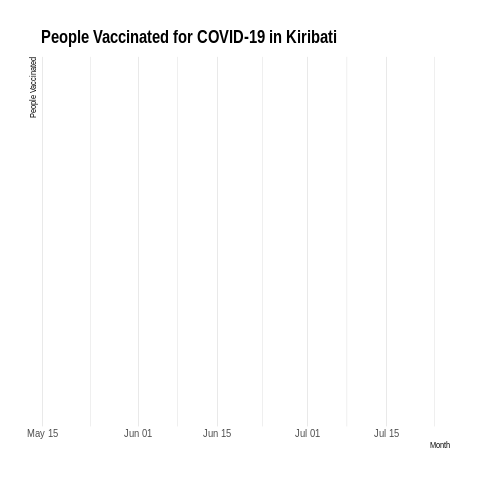 People Vaccinated for COVID-19 in Kiribati
People Vaccinated
May 15 Jun 01 Jun 15 Jul 01 Jul 15
Month